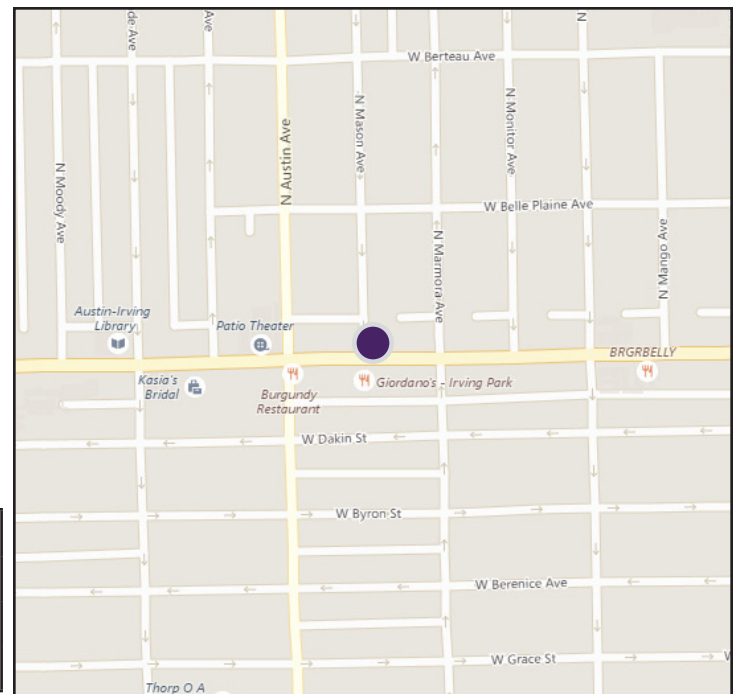 de Ave
Ave
N
W Berteau Ave
N Mason Ave
N Monitor Ave
N Austin Ave
N Moody Ave
W Belle Plaine Ave
N Marmora Ave
N Mango Ave
Austin-Irving
Library
Patio Theater
BRGRBELLY
Kasia's
Bridal
Giordano's - Irving Park
Burgundy
Restaurant
W Dakin St
W Byron St
W Berenice Ave
W Grace St
W
Thorp O A